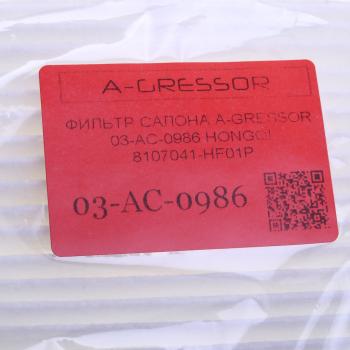 A-GRESSOR
ФИЛЬТР САЛОНА A-GRESSOR
03-AC-0986 HONGQI
8107041-HF01P
03-AC-0986